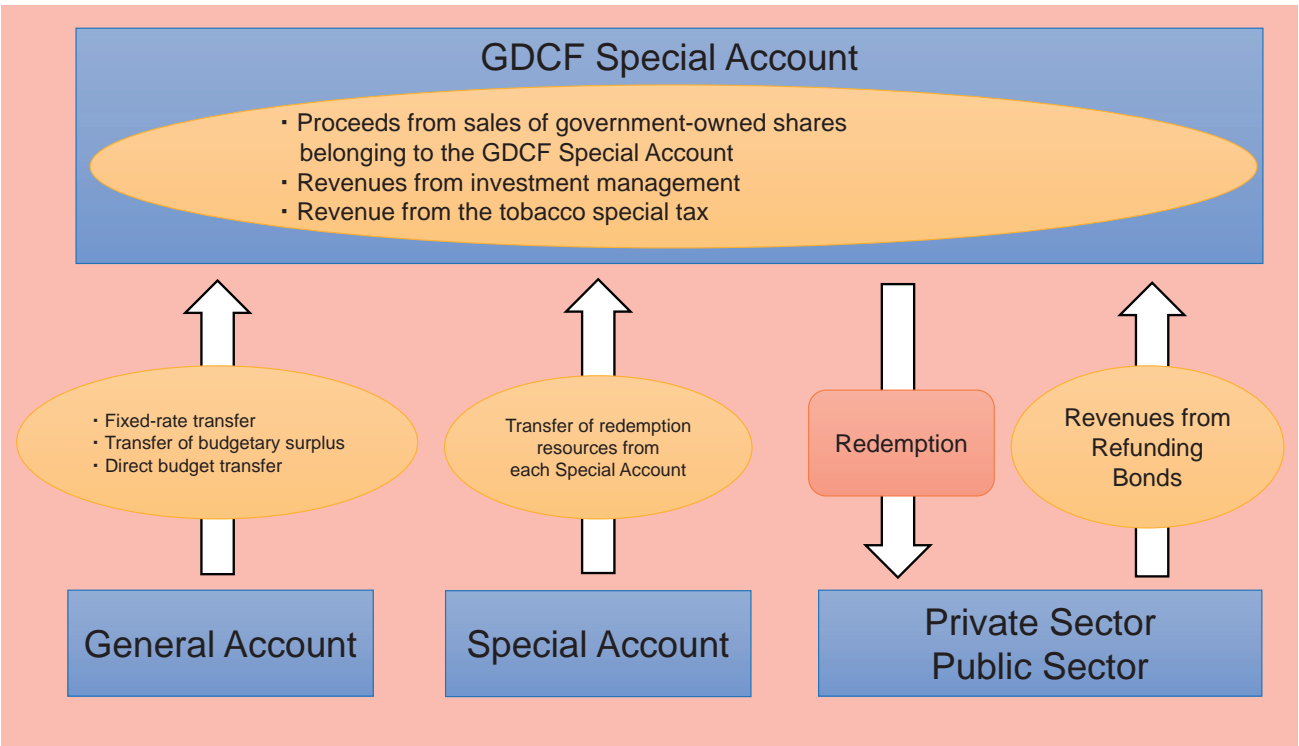 GDCF Special Account
・Proceeds from sales of government-owned shares
belonging to the GDCF Special Account
・Revenues from investment management
・Revenue from the tobacco special tax
・Fixed-rate transfer
・Transfer of budgetary surplus
・Direct budget transfer
Transfer of redemption
resources from
each Special Account
Redemption
Revenues from
Refunding
Bonds
General Account
Special Account
Private Sector
Public Sector